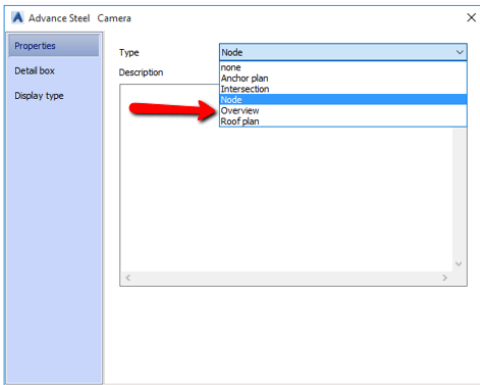 Advance Steel Camera
Properties
Detail box
Display type
Type
Node
Description
none
Anchor plan
Intersection
Node
Overview
Roof plan